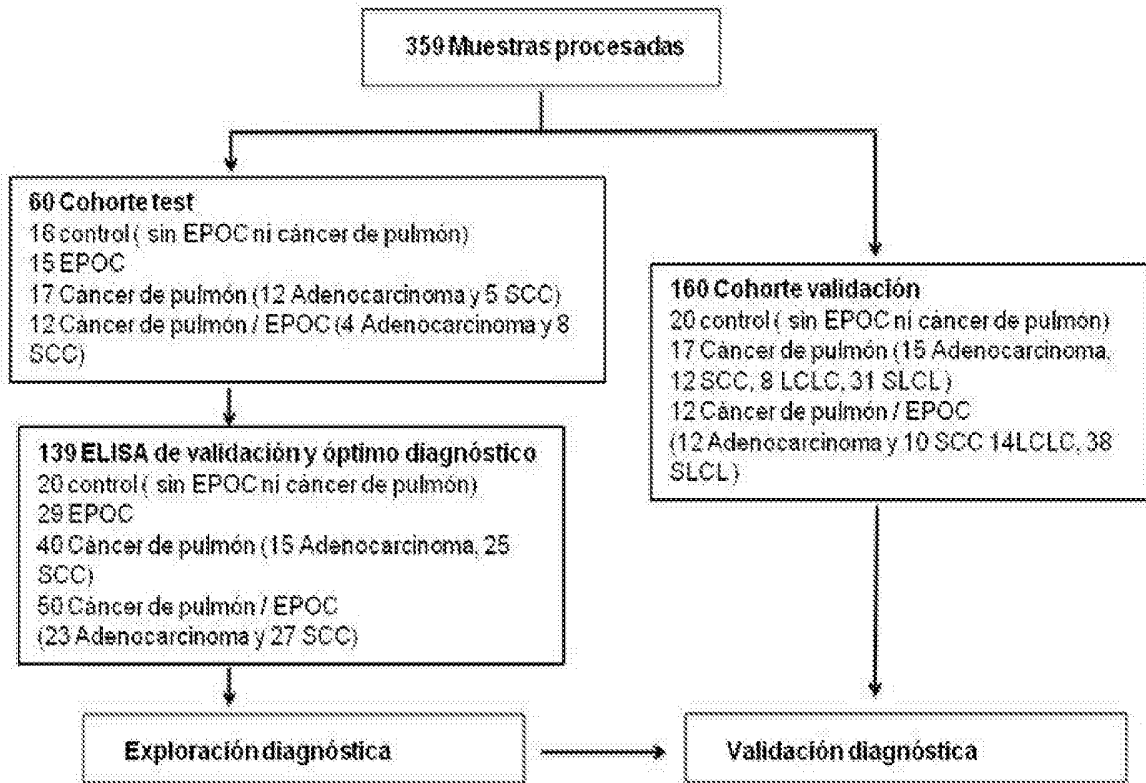 359 Muestras procesadas
60 Cohorte test
16 control ( sin EPOC ni cáncer de pulmón)
15 EPOC
17 Cáncer de pulmón (12 Adenocarcinoma y 5 SCC)
12 Cáncer de pulmón / EPOC (4 Adenocarcinoma y 8
SCC)
139 ELISA de validación y óptimo diagnóstico
20 control ( sin EPOC ni cáncer de pulmón)
29 EPOC
40 Cáncer de pulmón (15 Adenocarcinoma, 25
SCC)
50 Cáncer de pulmón / EPOC
(23 Adenocarcinoma y 27 SCC)
160 Cohorte validación
20 control ( sin EPOC ni cáncer de pulmón)
17 Cáncer de pulmón (15 Adenocarcinoma,
12 SCC, 8 LCLC, 31 SLCL)
12 Cáncer de pulmón / EPOC
(12 Adenocarcinoma y 10 SCC 14LCLC, 38
SLCL)
Exploración diagnóstica
Validación diagnóstica